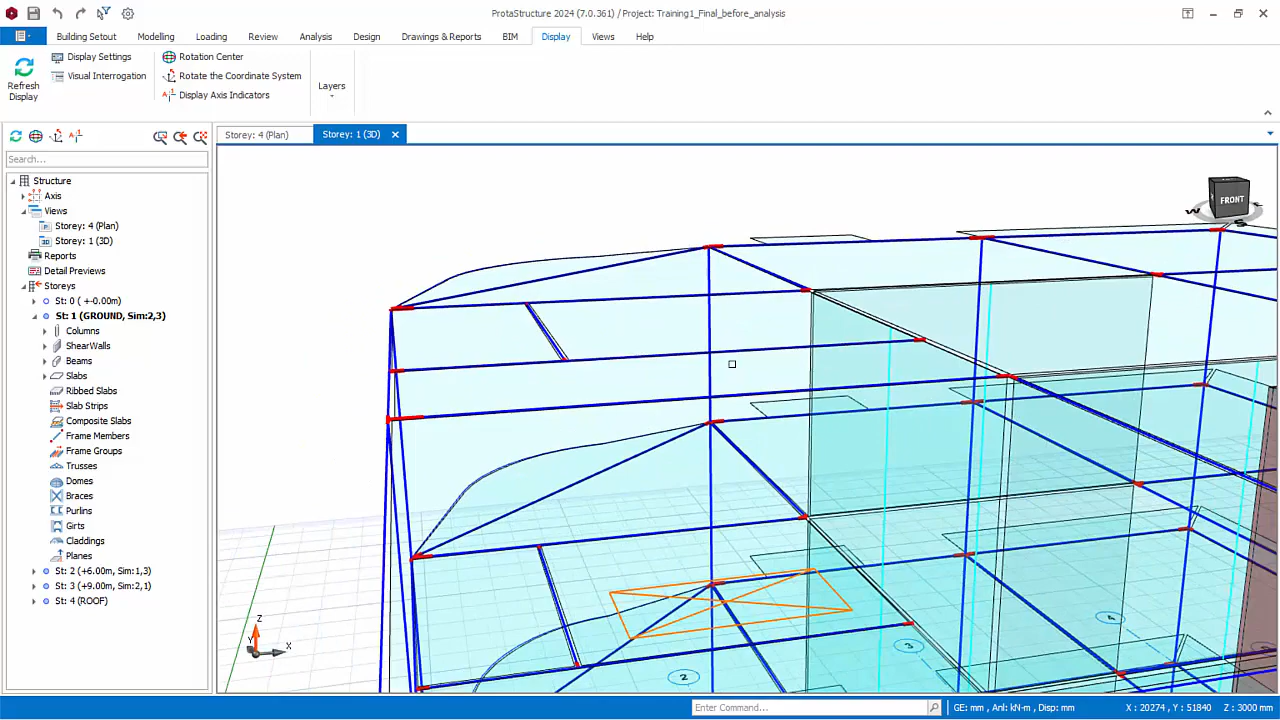 ProtaStructure 2024 (7.0.361) / Project: Training1_Final_before_analysis
Building Setout Modelling Loading Review Analysis Design Drawings & Reports BIM Display Views Help
Refresh Display
Display Settings
Visual Interrogation
Rotation Center
Rotate the Coordinate System
Display Axis Indicators
Layers
Storey: 4 (Plan)
Storey: 1 (3D)
Search...
Structure
Axis
Views
Storey: 4 (Plan)
Storey: 1 (3D)
Reports
Detail Previews
Storeys
St: 0 ( +-0.00m)
St: 1 (GROUND, Sim:2,3)
Columns
ShearWalls
Beams
Slabs
Ribbed Slabs
Slab Strips
Composite Slabs
Frame Members
Frame Groups
Trusses
Domes
Braces
Purlins
Girts
Claddings
Planes
St: 2 (+6.00m, Sim:1,3)
St: 3 (+9.00m, Sim:2,1)
St: 4 (ROOF)
FRONT
W
S
Z
Y
X
2
3
4
Enter Command...
GE: mm, Anl: kN-m , Disp: mm
X : 20274 , Y : 51840
Z : 3000 mm